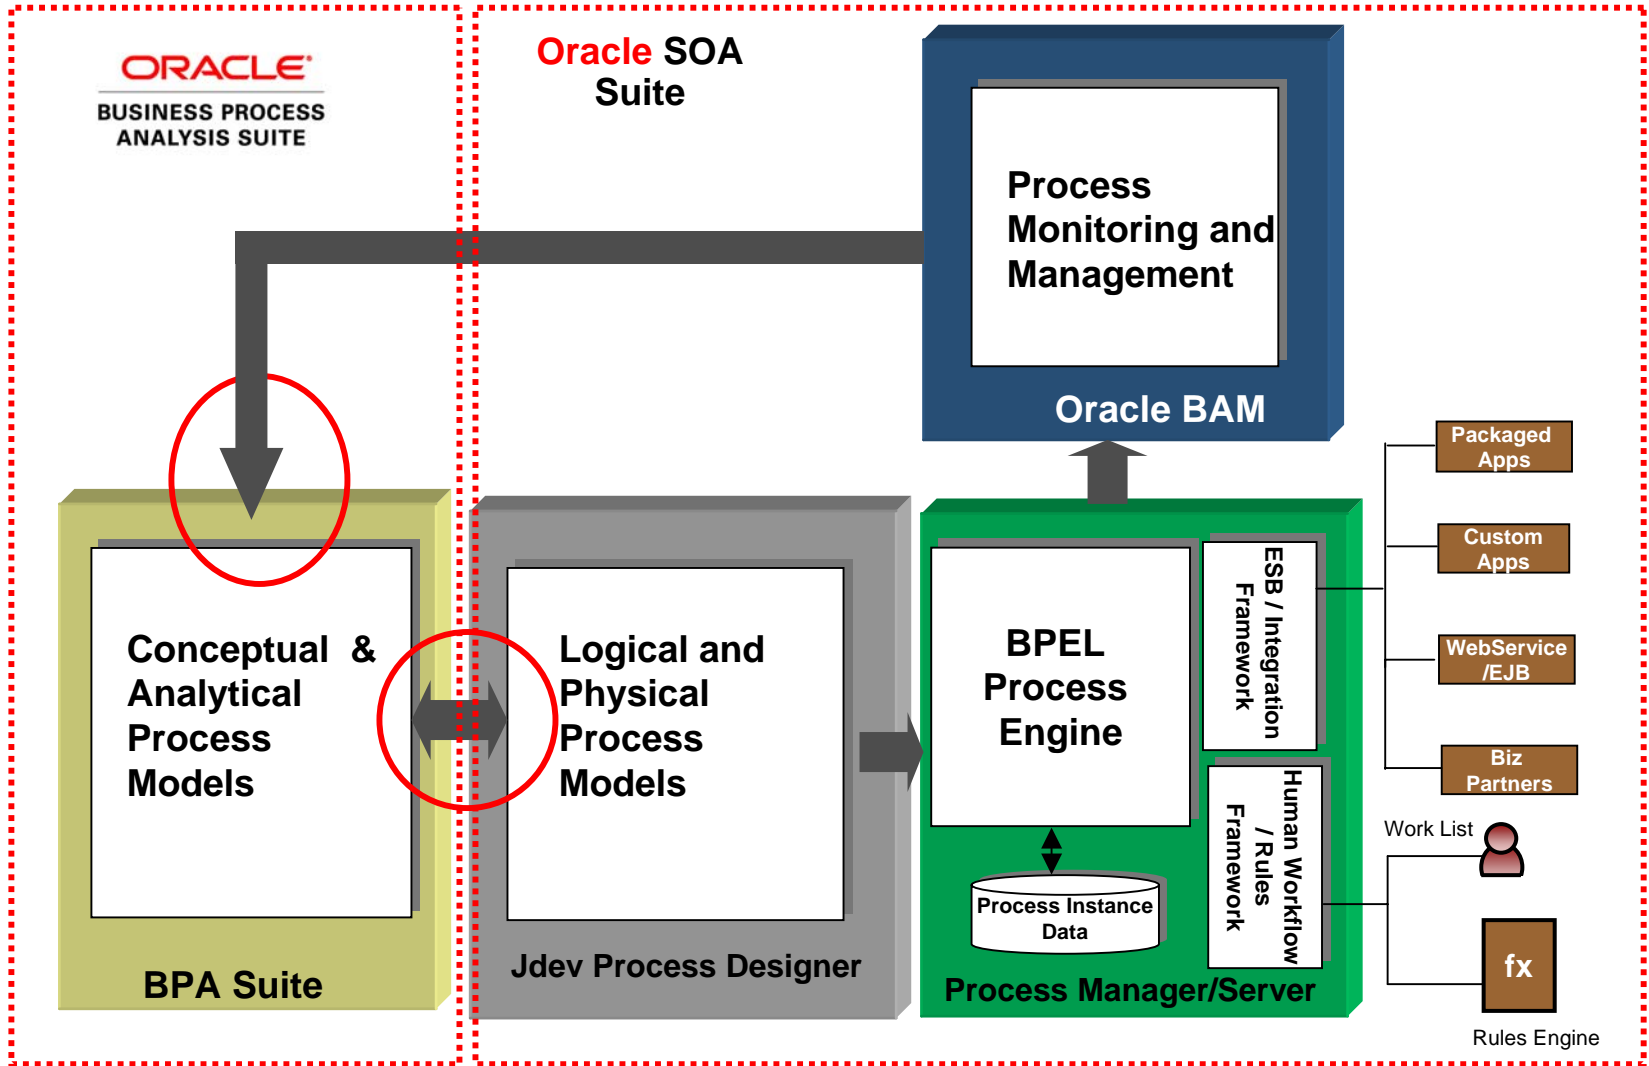 ORACLE
BUSINESS PROCESS
ANALYSIS SUITE
Oracle SOA
Suite
Process
Monitoring and
Management
Oracle BAM
Conceptual &
Analytical
Process
Models
BPA Suite
Logical and
Physical
Process
Models
Jdev Process Designer
BPEL
Process
Engine
Process Instance
Data
ESB / Integration
Framework
Human Workflow
/ Rules
Framework
Process Manager/Server
Packaged
Apps
Custom
Apps
WebService
/EJB
Biz
Partners
Work List
fx
Rules Engine